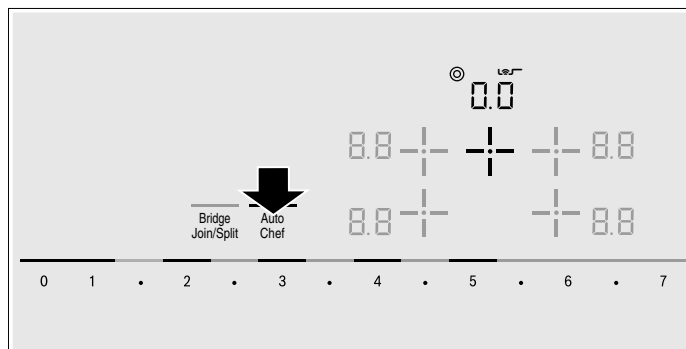 0.0
8.8 8.8
Bridge Auto
Join/Split Chef
8.8 8.8
0 1 • 2 • 3 • 4 • 5 • 6 • 7